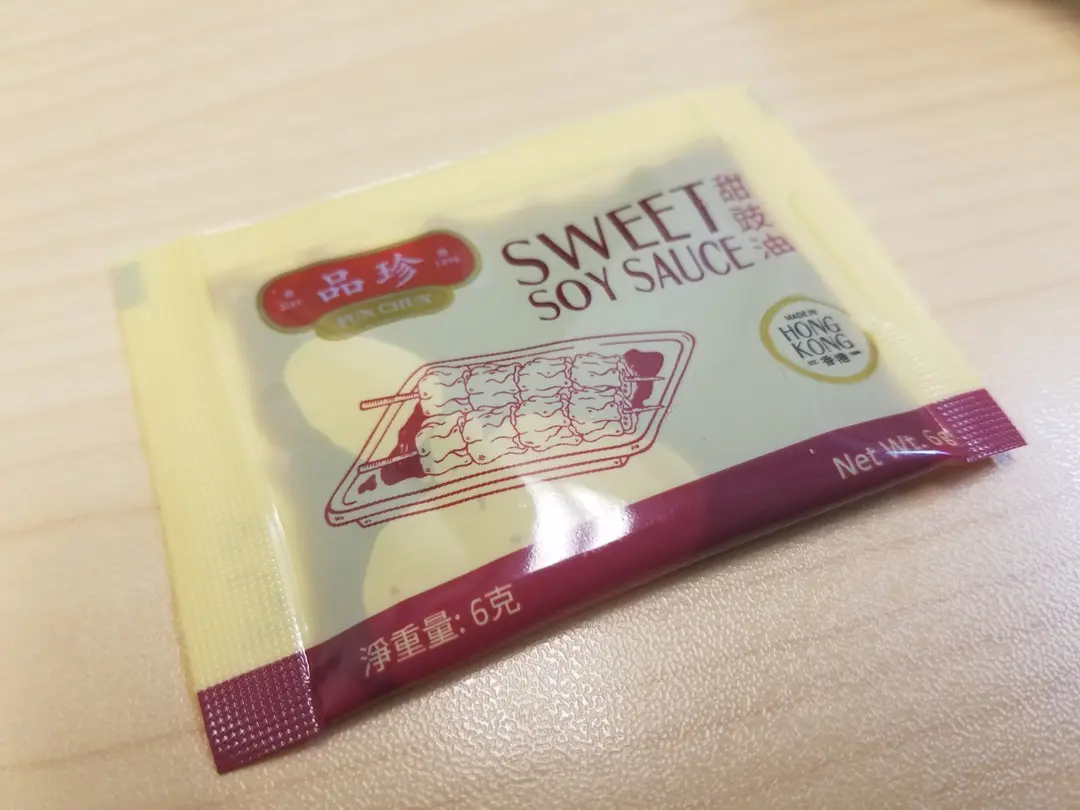 品珍
PUN CHUN
SWEET
SOY SAUCE
甜豉油
MADE IN
HONG
KONG
香港
Net Wt. 6g
淨重量: 6克